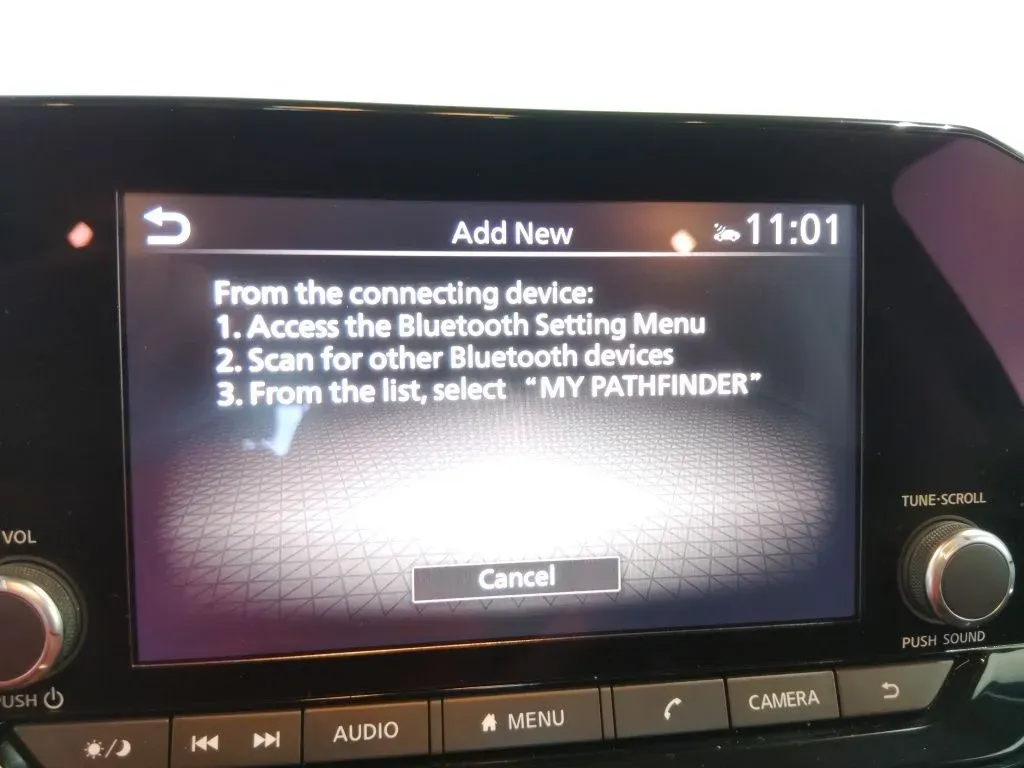 Add New
11:01
From the connecting device:
1. Access the Bluetooth Setting Menu
2. Scan for other Bluetooth devices
3. From the list, select “MY PATHFINDER”
Cancel
VOL
PUSH
TUNE·SCROLL
PUSH SOUND
AUDIO
MENU
CAMERA